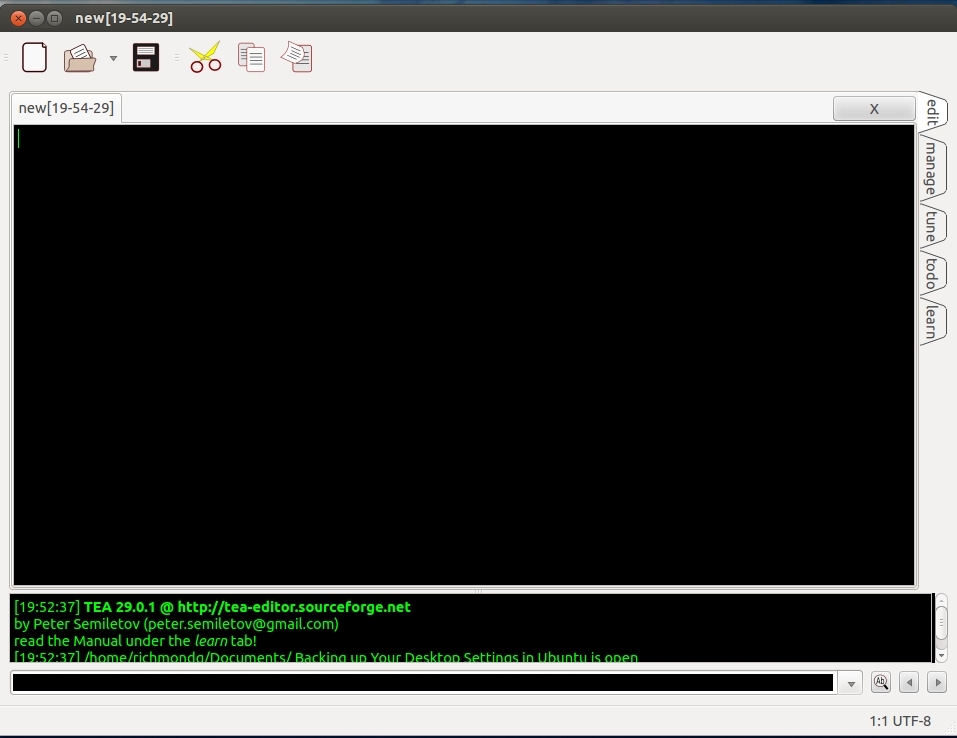 new[19-54-29]
new[19-54-29]
X
edit
manage
tune
todo
learn
[19:52:37] TEA 29.0.1 @ http://tea-editor.sourceforge.net
by Peter Semiletov (peter.semiletov@gmail.com)
read the Manual under the learn tab!
[19:52:37] /home/richmondg/Documents/ Backing up Your Desktop Settings in Ubuntu is open
Ab
1:1 UTF-8